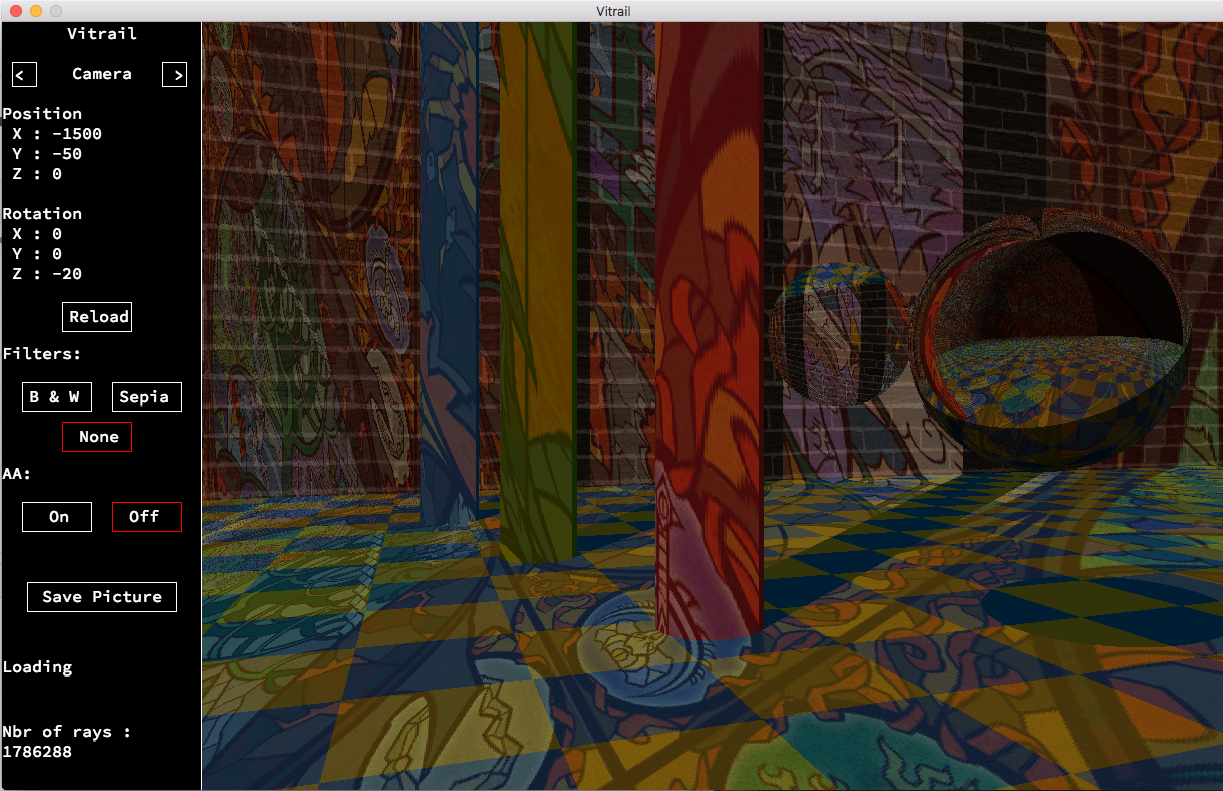 Vitrail
Vitrail
< Camera >
Position
X : -1500
Y : -50
Z : 0
Rotation
X : 0
Y : 0
Z : -20
Reload
Filters:
B & W Sepia
None
AA:
On Off
Save Picture
Loading
Nbr of rays :
1786288